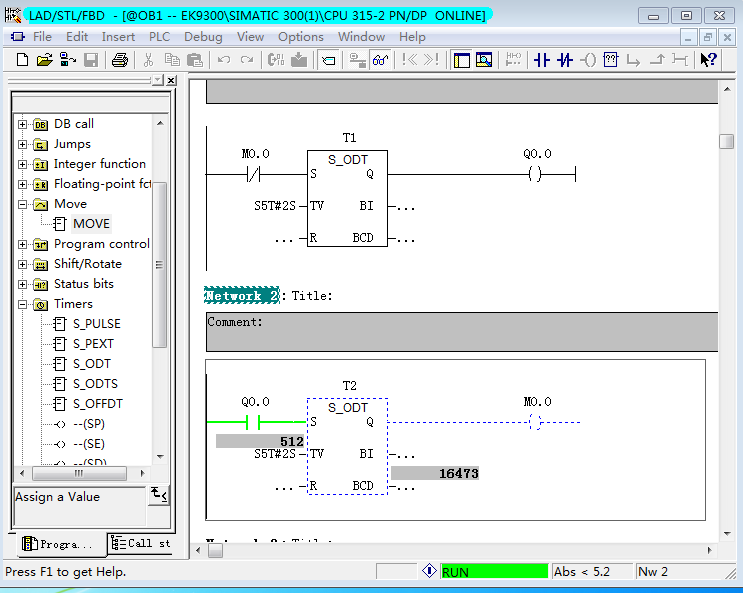 LAD/STL/FBD - [@OB1 -- EK9300\SIMATIC 300(1)\CPU 315-2 PN/DP ONLINE]
File Edit Insert PLC Debug View Options Window Help
DB call
Jumps
Integer function
Floating-point fct
Move
MOVE
Program control
Shift/Rotate
Status bits
Timers
S_PULSE
S_PEXT
S_ODT
S_ODTS
S_OFFDT
--(SP)
--(SE)
--(SD)
Assign a Value
Progra... Call st
T1
M0.0 S_ODT Q0.0
S Q
S5T#2S TV BI ...
... R BCD ...
Network 2: Title:
Comment:
T2
Q0.0 S_ODT M0.0
S Q
512
S5T#2S TV BI ...
16473
... R BCD ...
Press F1 to get Help. RUN Abs < 5.2 Nw 2